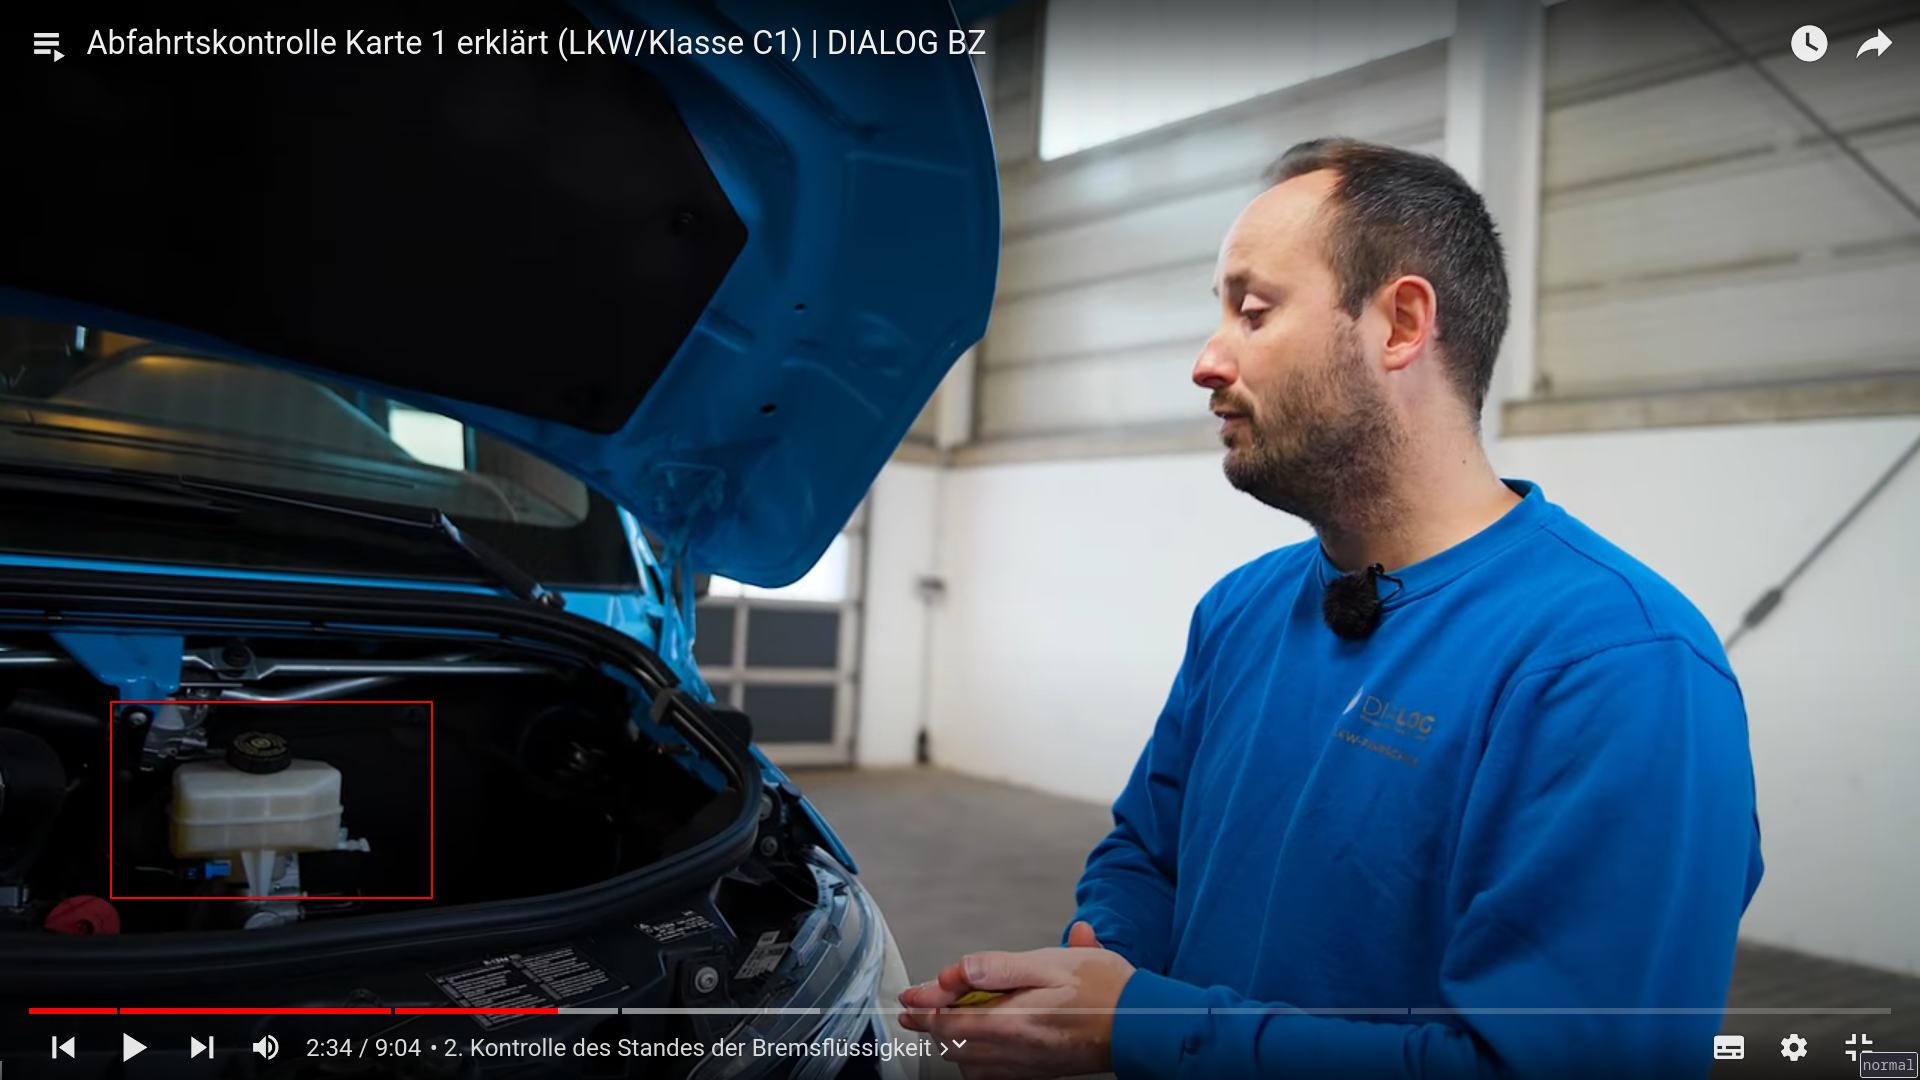 Abfahrtskontrolle Karte 1 erklärt (LKW/Klasse C1) | DIALOG BZ
DIALOG
2:34 / 9:04 • 2. Kontrolle des Standes der Bremsflüssigkeit
normal